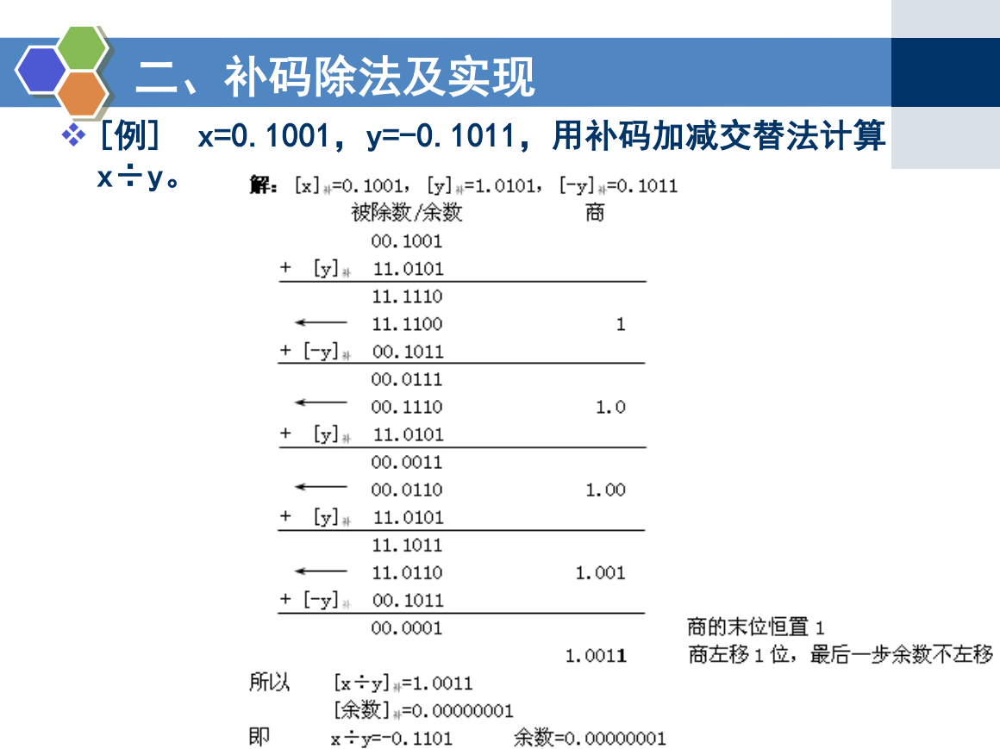 二、补码除法及实现
[例] x=0.1001，y=-0.1011，用补码加减交替法计算
x÷y。
解：[x]补=0.1001，[y]补=1.0101，[-y]补=0.1011
被除数/余数 商
00.1001
+ [y]补 11.0101
11.1110
← 11.1100 1
+ [-y]补 00.1011
00.0111
← 00.1110 1.0
+ [y]补 11.0101
00.0011
← 00.0110 1.00
+ [y]补 11.0101
11.1011
← 11.0110 1.001
+ [-y]补 00.1011
00.0001 商的末位恒置 1
1.0011 商左移 1 位，最后一步余数不左移
所以 [x÷y]补=1.0011
[余数]补=0.00000001
即 x÷y=-0.1101 余数=0.00000001